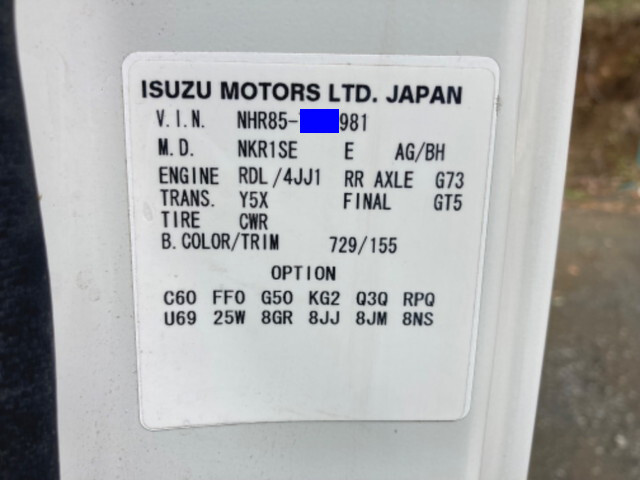 ISUZU MOTORS LTD. JAPAN
V.I.N. NHR85- 981
M.D. NKR1SE E AG/BH
ENGINE RDL/4JJ1 RR AXLE G73
TRANS. Y5X FINAL GT5
TIRE CWR
B.COLOR/TRIM 729/155
OPTION
C60 FF0 G50 KG2 Q3Q RPQ
U69 25W 8GR 8JJ 8JM 8NS